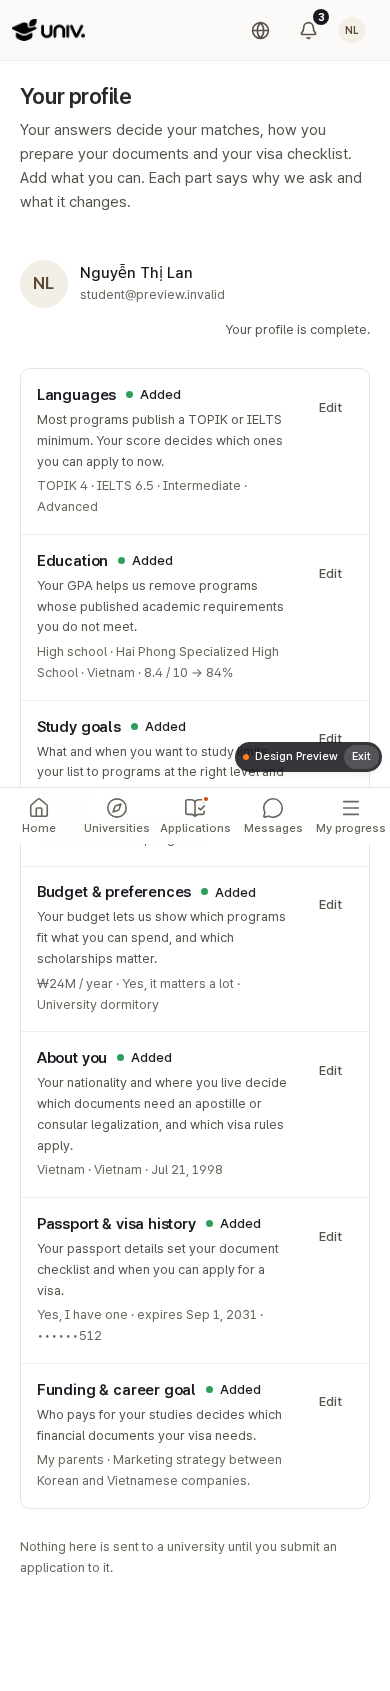 UNIV.
3
NL
Your profile
Your answers decide your matches, how you
prepare your documents and your visa checklist.
Add what you can. Each part says why we ask and
what it changes.
NL
Nguyễn Thị Lan
student@preview.invalid
Your profile is complete.
Languages Added
Edit
Most programs publish a TOPIK or IELTS
minimum. Your score decides which ones
you can apply to now.
TOPIK 4 · IELTS 6.5 · Intermediate ·
Advanced
Education Added
Edit
Your GPA helps us remove programs
whose published academic requirements
you do not meet.
High school · Hai Phong Specialized High
School · Vietnam · 8.4 / 10 → 84%
Study goals Added
Edit
What and when you want to study limits
your list to programs at the right level and
Design Preview Exit
Home
Universities
Applications
Messages
My progress
Budget & preferences Added
Edit
Your budget lets us show which programs
fit what you can spend, and which
scholarships matter.
₩24M / year · Yes, it matters a lot ·
University dormitory
About you Added
Edit
Your nationality and where you live decide
which documents need an apostille or
consular legalization, and which visa rules
apply.
Vietnam · Vietnam · Jul 21, 1998
Passport & visa history Added
Edit
Your passport details set your document
checklist and when you can apply for a
visa.
Yes, I have one · expires Sep 1, 2031 ·
••••••512
Funding & career goal Added
Edit
Who pays for your studies decides which
financial documents your visa needs.
My parents · Marketing strategy between
Korean and Vietnamese companies.
Nothing here is sent to a university until you submit an
application to it.